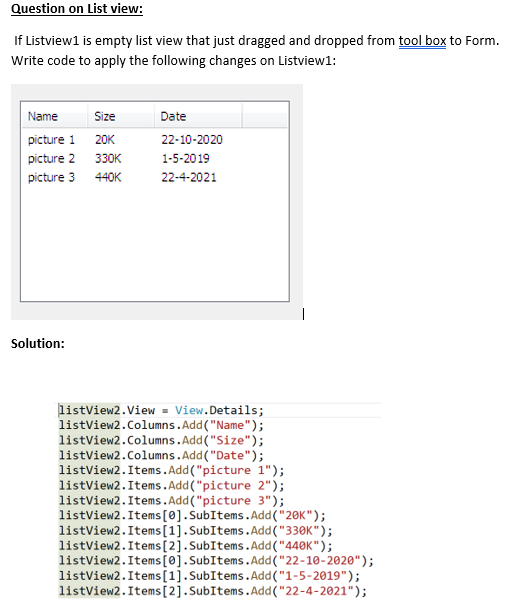 Question on List view:
If Listview1 is empty list view that just dragged and dropped from tool box to Form.
Write code to apply the following changes on Listview1:
Name Size Date
picture 1 20K 22-10-2020
picture 2 330K 1-5-2019
picture 3 440K 22-4-2021
Solution:
listView2.View = View.Details;
listView2.Columns.Add("Name");
listView2.Columns.Add("Size");
listView2.Columns.Add("Date");
listView2.Items.Add("picture 1");
listView2.Items.Add("picture 2");
listView2.Items.Add("picture 3");
listView2.Items[0].SubItems.Add("20K");
listView2.Items[1].SubItems.Add("330K");
listView2.Items[2].SubItems.Add("440K");
listView2.Items[0].SubItems.Add("22-10-2020");
listView2.Items[1].SubItems.Add("1-5-2019");
listView2.Items[2].SubItems.Add("22-4-2021");